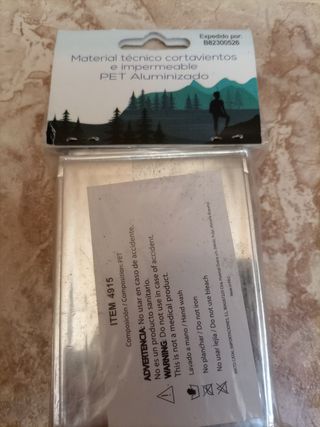 Expedido por:
B82300526
Material técnico cortavientos
e impermeable
PET Aluminizado
ITEM 4915
Composición / Composition: PET
ADVERTENCIA: No use en caso de accidente.
No es un producto sanitario.
WARNING: Do not use in case of accident.
This is not a medical product.
Lavado a mano / Hand wash
No planchar / Do not iron
No usar lejía / Do not use bleach